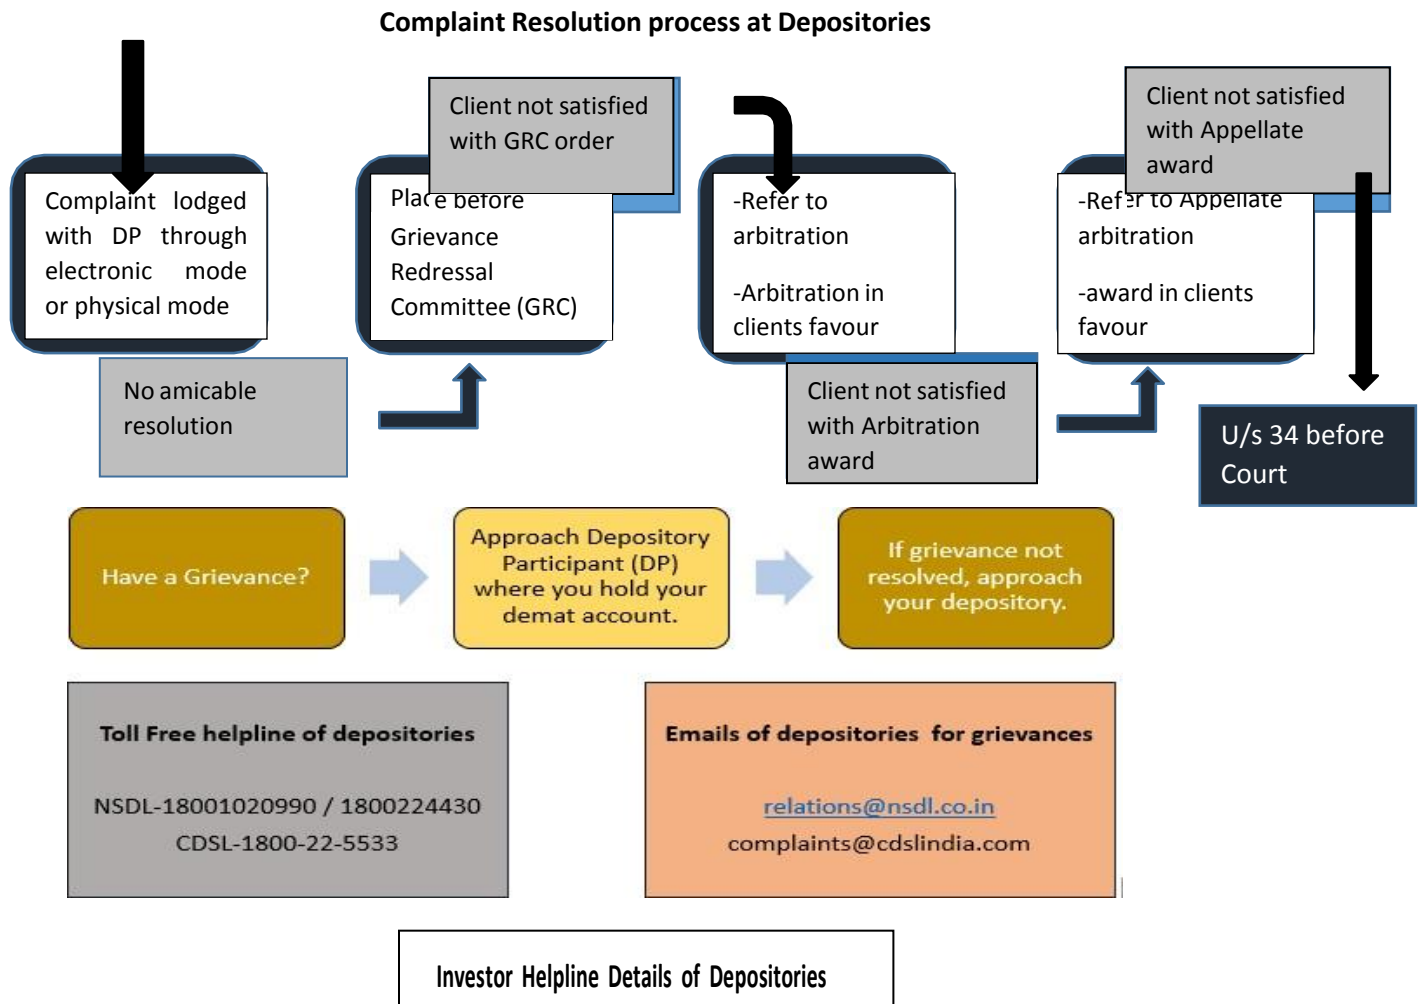 Complaint Resolution process at Depositories
Complaint lodged
with DP through
electronic mode
or physical mode
No amicable
resolution
Place before
Grievance
Redressal
Committee (GRC)
Client not satisfied
with GRC order
-Refer to
arbitration
-Arbitration in
clients favour
Client not satisfied
with Arbitration
award
-Refer to Appellate
arbitration
-award in clients
favour
Client not satisfied
with Appellate
award
U/s 34 before
Court
Have a Grievance?
Approach Depository
Participant (DP)
where you hold your
demat account.
If grievance not
resolved, approach
your depository.
Toll Free helpline of depositories
NSDL-18001020990 / 1800224430
CDSL-1800-22-5533
Emails of depositories for grievances
relations@nsdl.co.in
complaints@cdslindia.com
Investor Helpline Details of Depositories